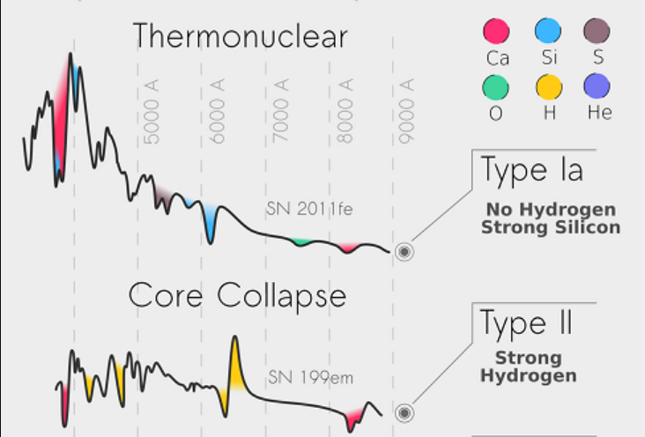 Thermonuclear
Ca
Si
S
O
H
He
5000 A
6000 A
7000 A
8000 A
9000 A
Type Ia
No Hydrogen
Strong Silicon
SN 2011fe
Core Collapse
Type II
Strong
Hydrogen
SN 199em